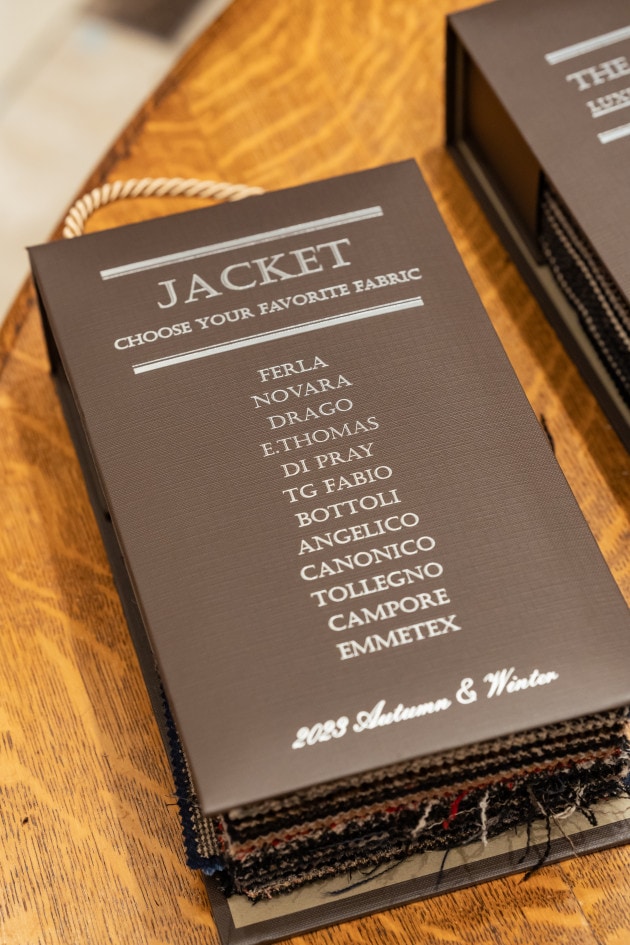 JACKET
CHOOSE YOUR FAVORITE FABRIC
FERLA
NOVARA
DRAGO
E.THOMAS
DI PRAY
TG FABIO
BOTTOLI
ANGELICO
CANONICO
TOLLEGNO
CAMPORE
EMMETEX
2023 Autumn & Winter
THE